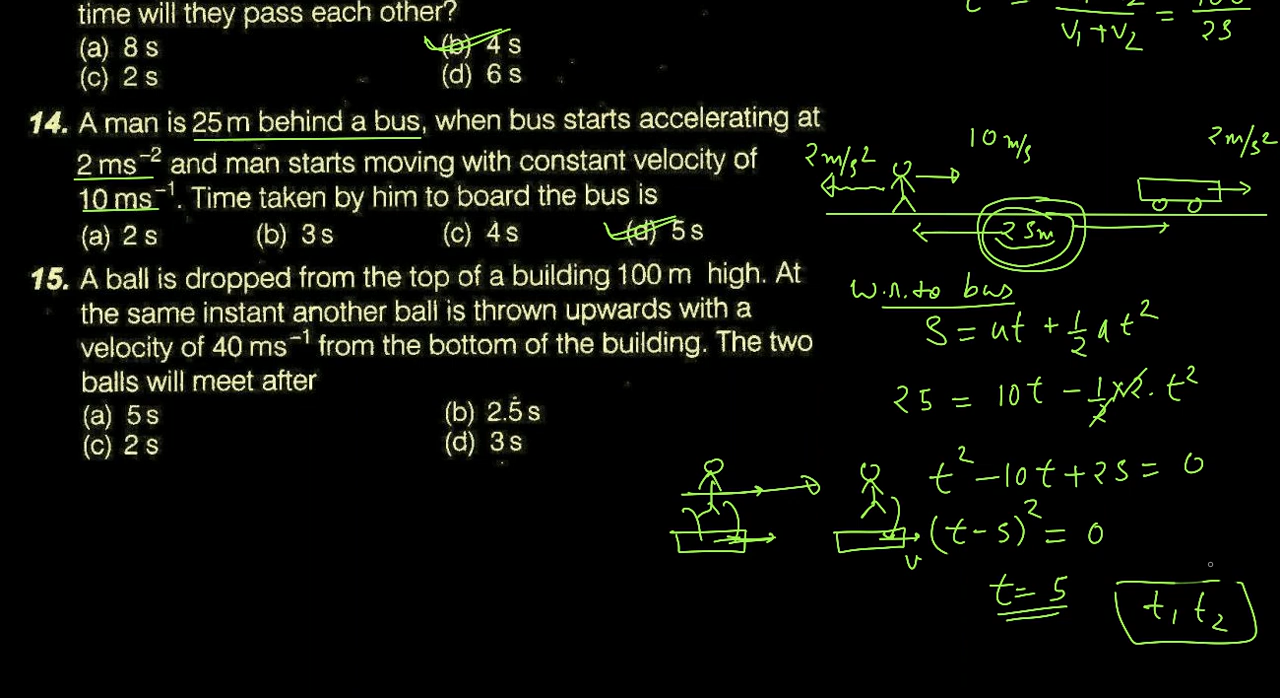 time will they pass each other?
(a) 8 s (b) 4 s
(c) 2 s (d) 6 s
14. A man is 25 m behind a bus, when bus starts accelerating at
2 ms⁻² and man starts moving with constant velocity of
10 ms⁻¹. Time taken by him to board the bus is
(a) 2 s (b) 3 s (c) 4 s (d) 5 s
15. A ball is dropped from the top of a building 100 m high. At
the same instant another ball is thrown upwards with a
velocity of 40 ms⁻¹ from the bottom of the building. The two
balls will meet after
(a) 5 s (b) 2.5 s
(c) 2 s (d) 3 s
V₁ + V₂ = 25
2 m/s² 10 m/s 2 m/s²
25m
w.r.to bus
S = ut + 1/2 a t²
25 = 10t - 1/2 × 2 . t²
t² - 10t + 25 = 0
(t - 5)² = 0
v
t = 5
t₁ t₂